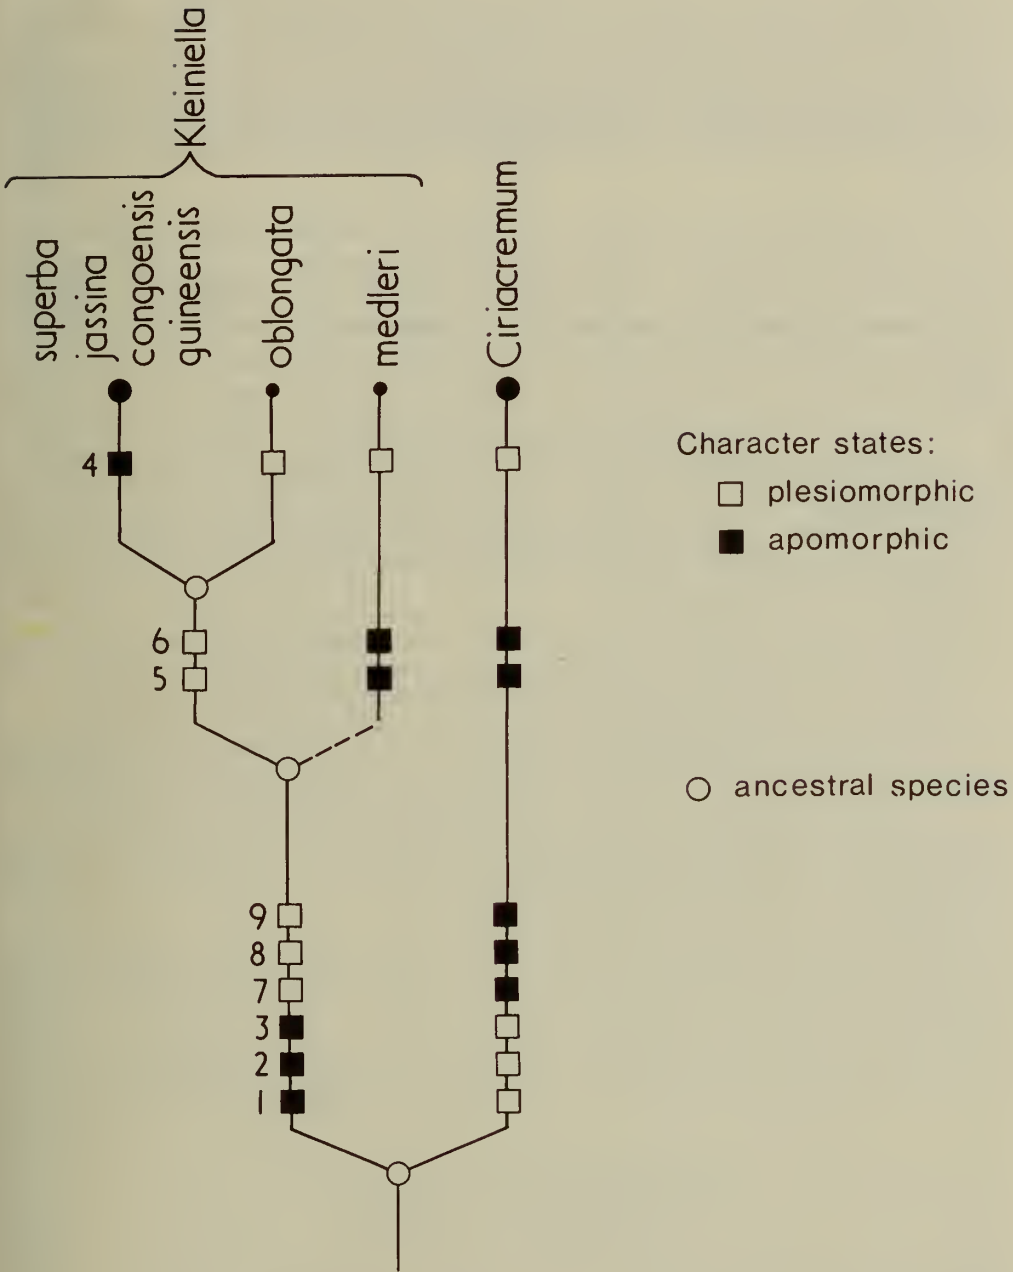 Kleiniella
superba
jassina
congoensis
guineensis
oblongata
medleri
Ciriacremum
4
Character states:
plesiomorphic
apomorphic
6
5
ancestral species
9
8
7
3
2
1